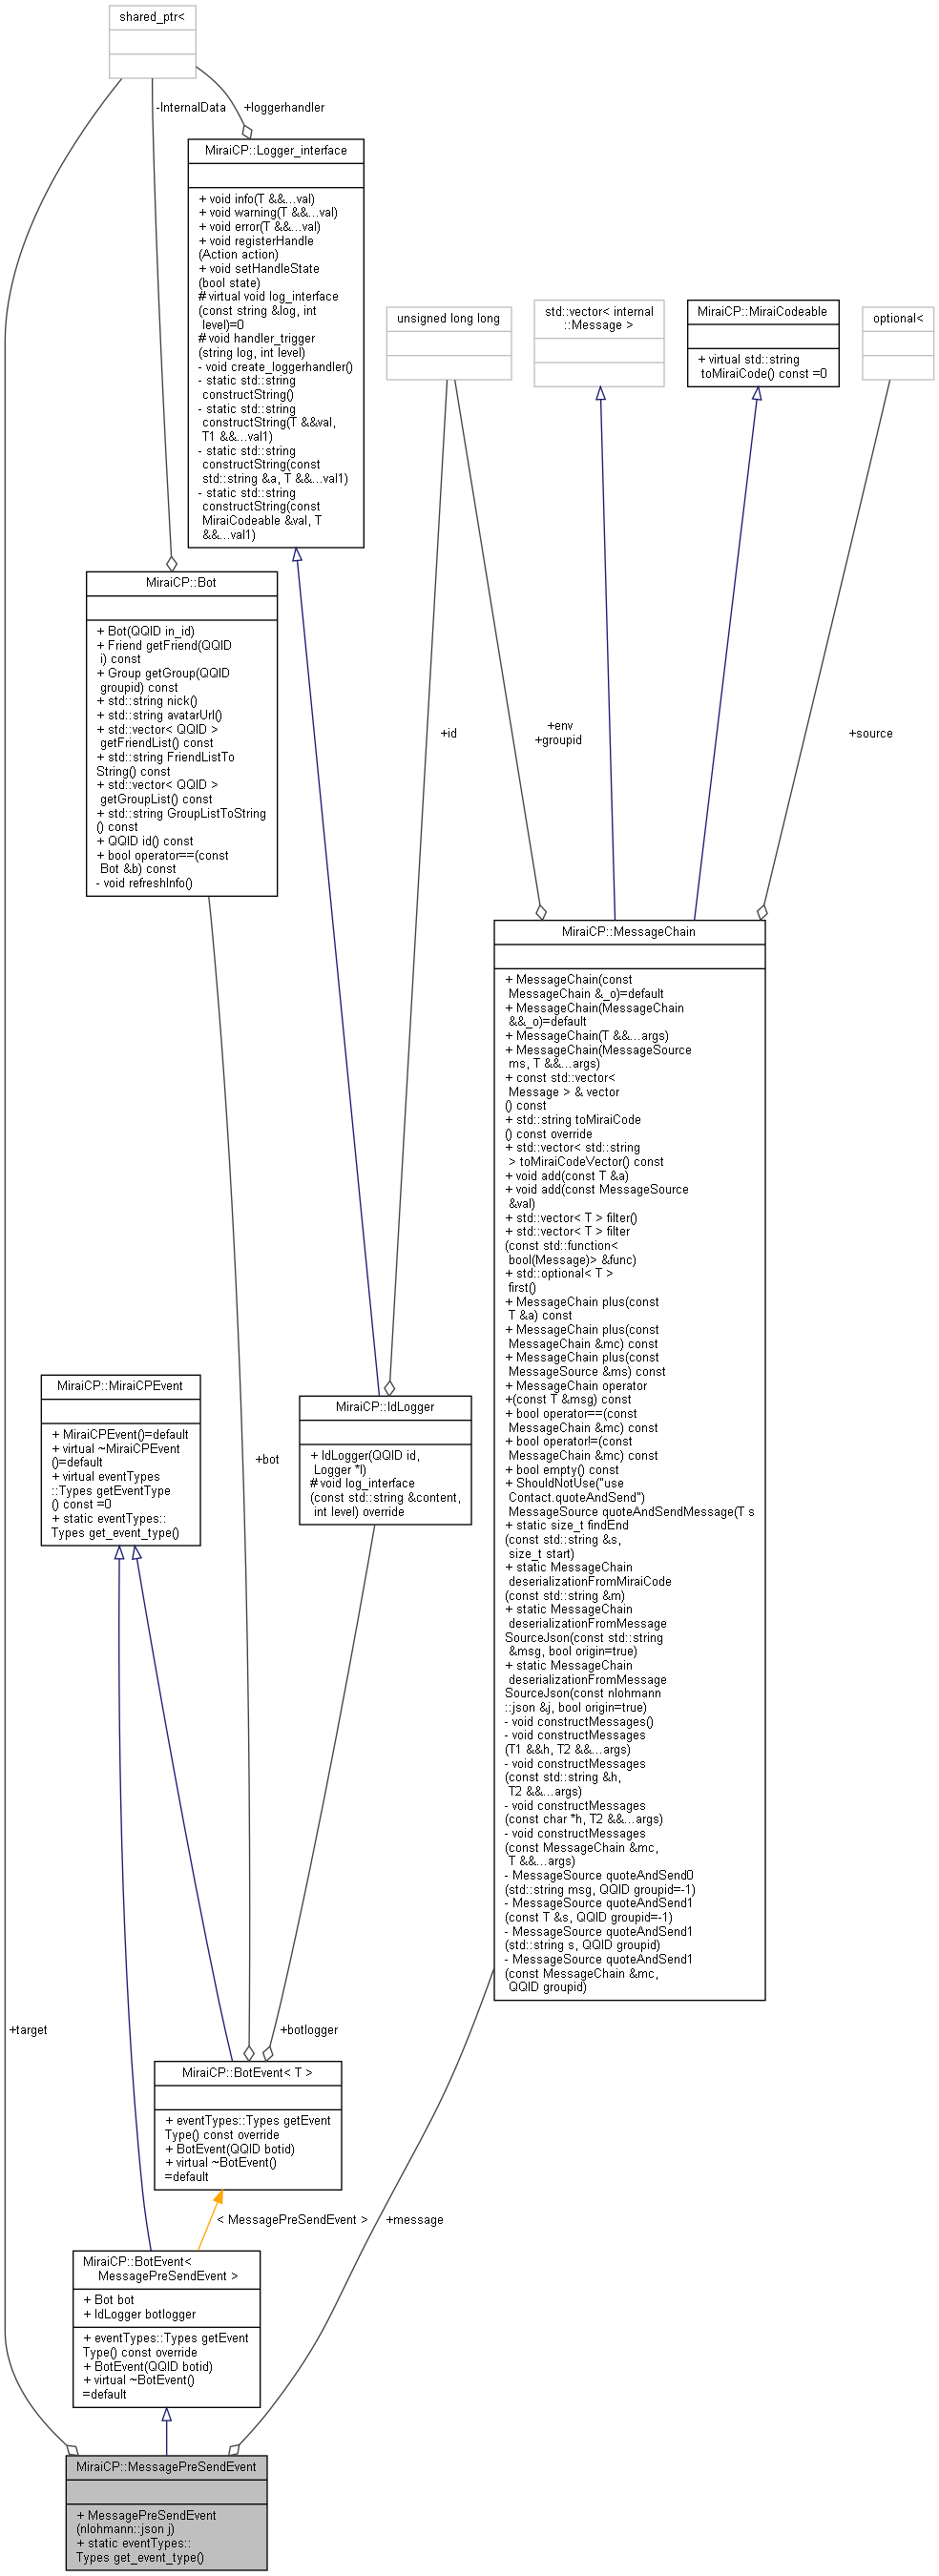 shared_ptr<
-InternalData
+loggerhandler
MiraiCP::Logger_interface
+ void info(T &&...val)
+ void warning(T &&...val)
+ void error(T &&...val)
+ void registerHandle
(Action action)
+ void setHandleState
(bool state)
# virtual void log_interface
(const string &log, int
level)=0
# void handler_trigger
(string log, int level)
- void create_loggerhandler()
- static std::string
constructString()
- static std::string
constructString(T &&val,
T1 &&...val1)
- static std::string
constructString(const
std::string &a, T &&...val1)
- static std::string
constructString(const
MiraiCodeable &val, T
&&...val1)
unsigned long long
std::vector< internal
::Message >
MiraiCP::MiraiCodeable
+ virtual std::string
toMiraiCode() const =0
optional<
MiraiCP::Bot
+ Bot(QQID in_id)
+ Friend getFriend(QQID
i) const
+ Group getGroup(QQID
groupid) const
+ std::string nick()
+ std::string avatarUrl()
+ std::vector< QQID >
getFriendList() const
+ std::string FriendListTo
String() const
+ std::vector< QQID >
getGroupList() const
+ std::string GroupListToString
() const
+ QQID id() const
+ bool operator==(const
Bot &b) const
- void refreshInfo()
+id
+env
+groupid
+source
MiraiCP::MessageChain
+ MessageChain(const
MessageChain &_o)=default
+ MessageChain(MessageChain
&&_o)=default
+ MessageChain(T &&...args)
+ MessageChain(MessageSource
ms, T &&...args)
+ const std::vector<
Message > & vector
() const
+ std::string toMiraiCode
() const override
+ std::vector< std::string
> toMiraiCodeVector() const
+ void add(const T &a)
+ void add(const MessageSource
&val)
+ std::vector< T > filter()
+ std::vector< T > filter
(const std::function<
bool(Message)> &func)
+ std::optional< T >
first()
+ MessageChain plus(const
T &a) const
+ MessageChain plus(const
MessageChain &mc) const
+ MessageChain plus(const
MessageSource &ms) const
+ MessageChain operator
+(const T &msg) const
+ bool operator==(const
MessageChain &mc) const
+ bool operator!=(const
MessageChain &mc) const
+ bool empty() const
+ ShouldNotUse("use
Contact.quoteAndSend")
MessageSource quoteAndSendMessage(T s
+ static size_t findEnd
(const std::string &s,
size_t start)
+ static MessageChain
deserializationFromMiraiCode
(const std::string &m)
+ static MessageChain
deserializationFromMessage
SourceJson(const std::string
&msg, bool origin=true)
+ static MessageChain
deserializationFromMessage
SourceJson(const nlohmann
::json &j, bool origin=true)
- void constructMessages()
- void constructMessages
(T1 &&h, T2 &&...args)
- void constructMessages
(const std::string &h,
T2 &&...args)
- void constructMessages
(const char *h, T2 &&...args)
- void constructMessages
(const MessageChain &mc,
T &&...args)
- MessageSource quoteAndSend0
(std::string msg, QQID groupid=-1)
- MessageSource quoteAndSend1
(const T &s, QQID groupid=-1)
- MessageSource quoteAndSend1
(std::string s, QQID groupid)
- MessageSource quoteAndSend1
(const MessageChain &mc,
QQID groupid)
MiraiCP::MiraiCPEvent
+ MiraiCPEvent()=default
+ virtual ~MiraiCPEvent
()=default
+ virtual eventTypes
::Types getEventType
() const =0
+ static eventTypes::
Types get_event_type()
+bot
MiraiCP::IdLogger
+ IdLogger(QQID id,
Logger *l)
# void log_interface
(const std::string &content,
int level) override
+target
+botlogger
MiraiCP::BotEvent< T >
+ eventTypes::Types getEvent
Type() const override
+ BotEvent(QQID botid)
+ virtual ~BotEvent()
=default
< MessagePreSendEvent >
+message
MiraiCP::BotEvent<
MessagePreSendEvent >
+ Bot bot
+ IdLogger botlogger
+ eventTypes::Types getEvent
Type() const override
+ BotEvent(QQID botid)
+ virtual ~BotEvent()
=default
MiraiCP::MessagePreSendEvent
+ MessagePreSendEvent
(nlohmann::json j)
+ static eventTypes::
Types get_event_type()